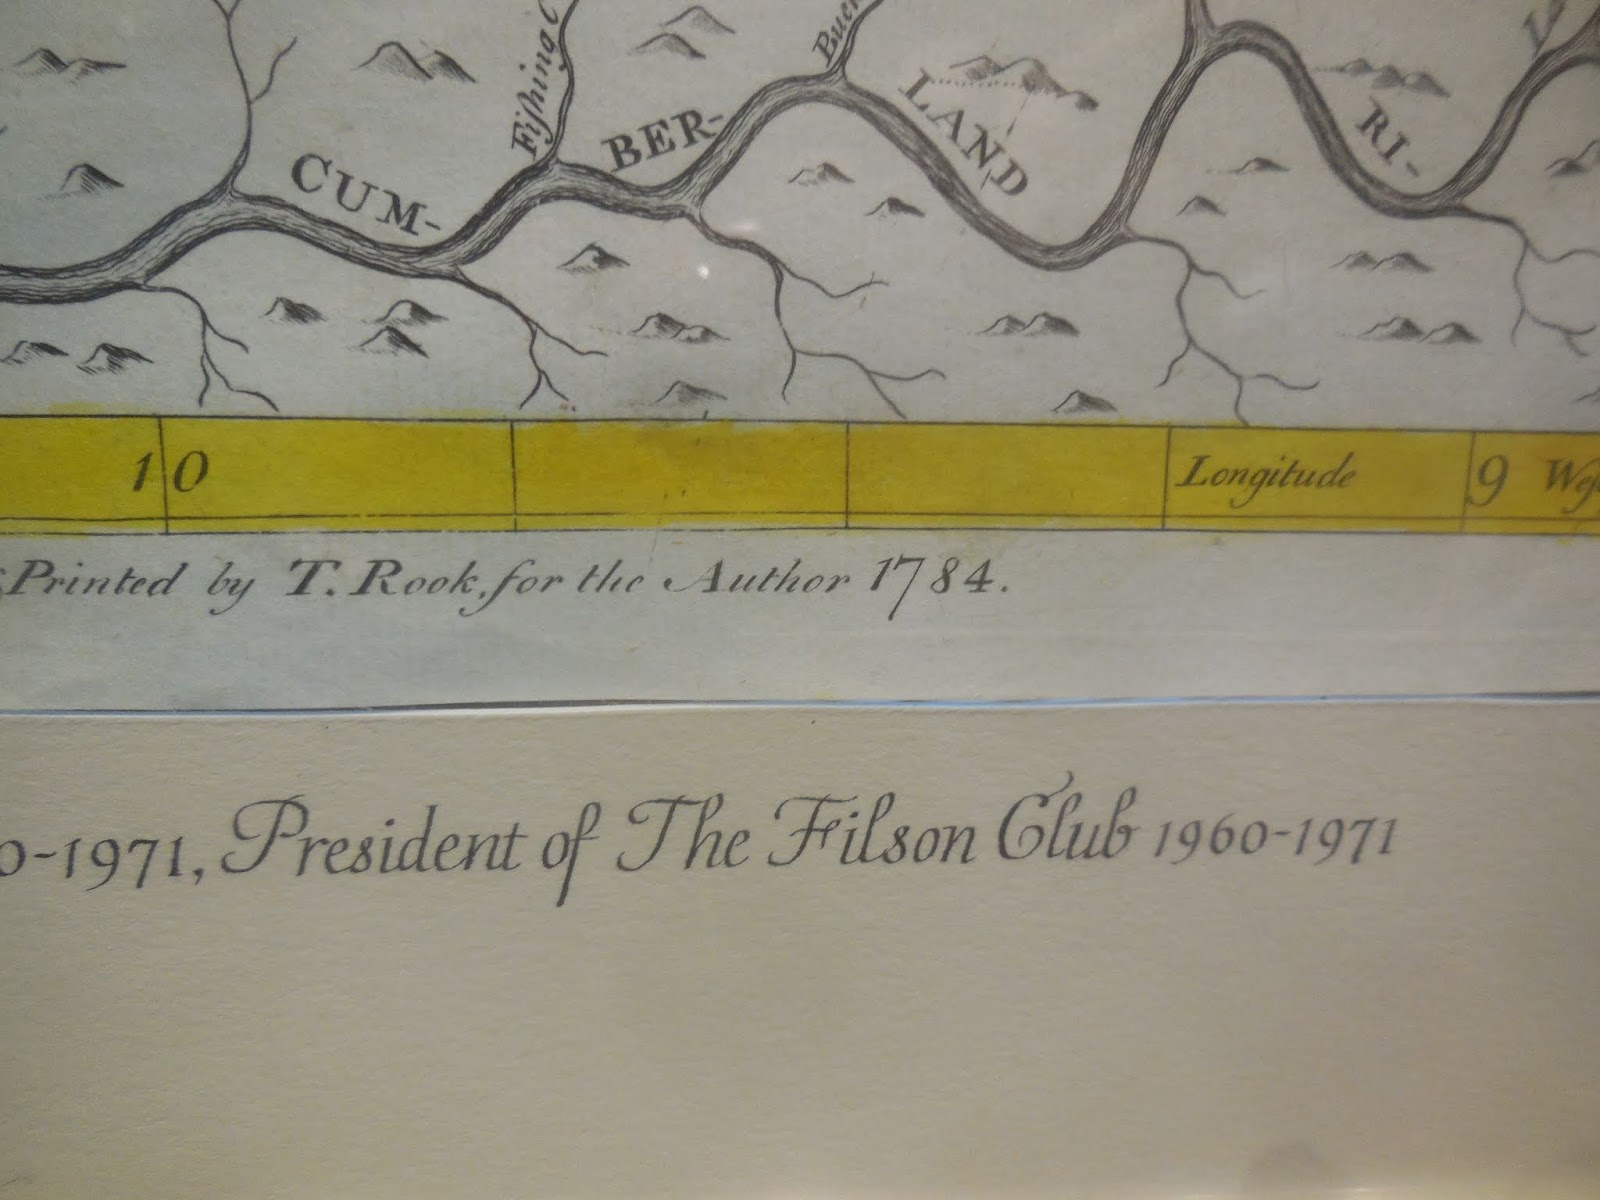 Fiſhing C
CUM-
BER-
LAND
RI-
10
Longitude
9
Printed by T. Rook, for the Author 1784.
0-1971, President of The Filson Club 1960-1971